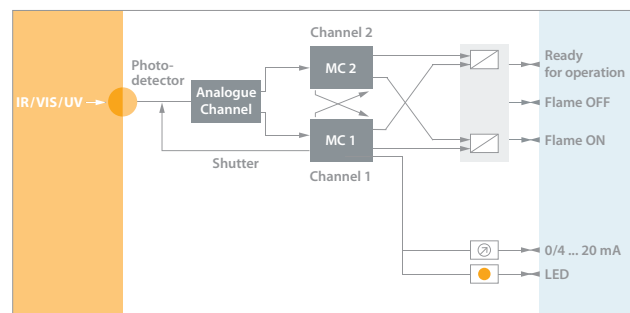 Channel 2
Photo-
detector
MC 2
Ready
for operation
IR/VIS/UV
Analogue
Channel
Flame OFF
MC 1
Flame ON
Shutter
Channel 1
0/4 ... 20 mA
LED